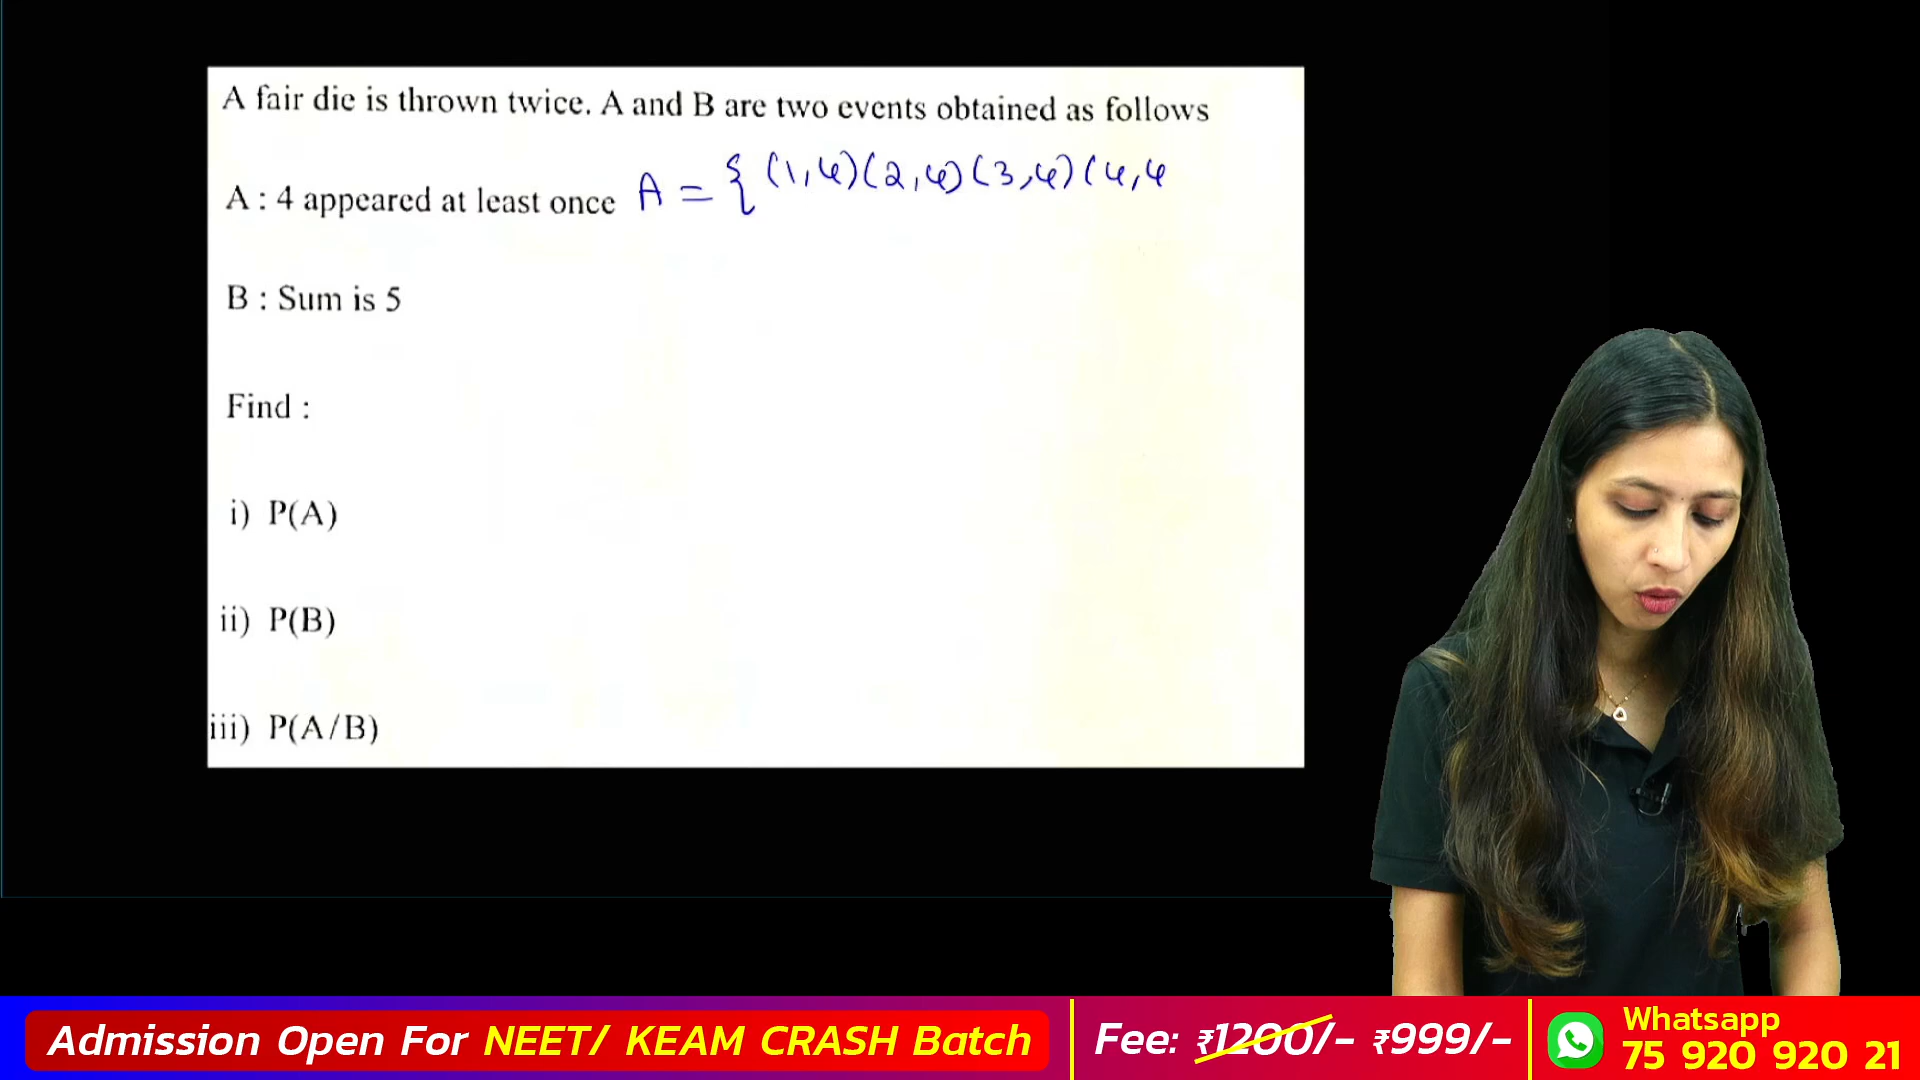 A fair die is thrown twice. A and B are two events obtained as follows
A : 4 appeared at least once A = { (1,4)(2,4)(3,4)(4,4
B : Sum is 5
Find :
i) P(A)
ii) P(B)
iii) P(A/B)
Admission Open For NEET/ KEAM CRASH Batch
Fee: ₹1200/- ₹999/-
Whatsapp
75 920 920 21